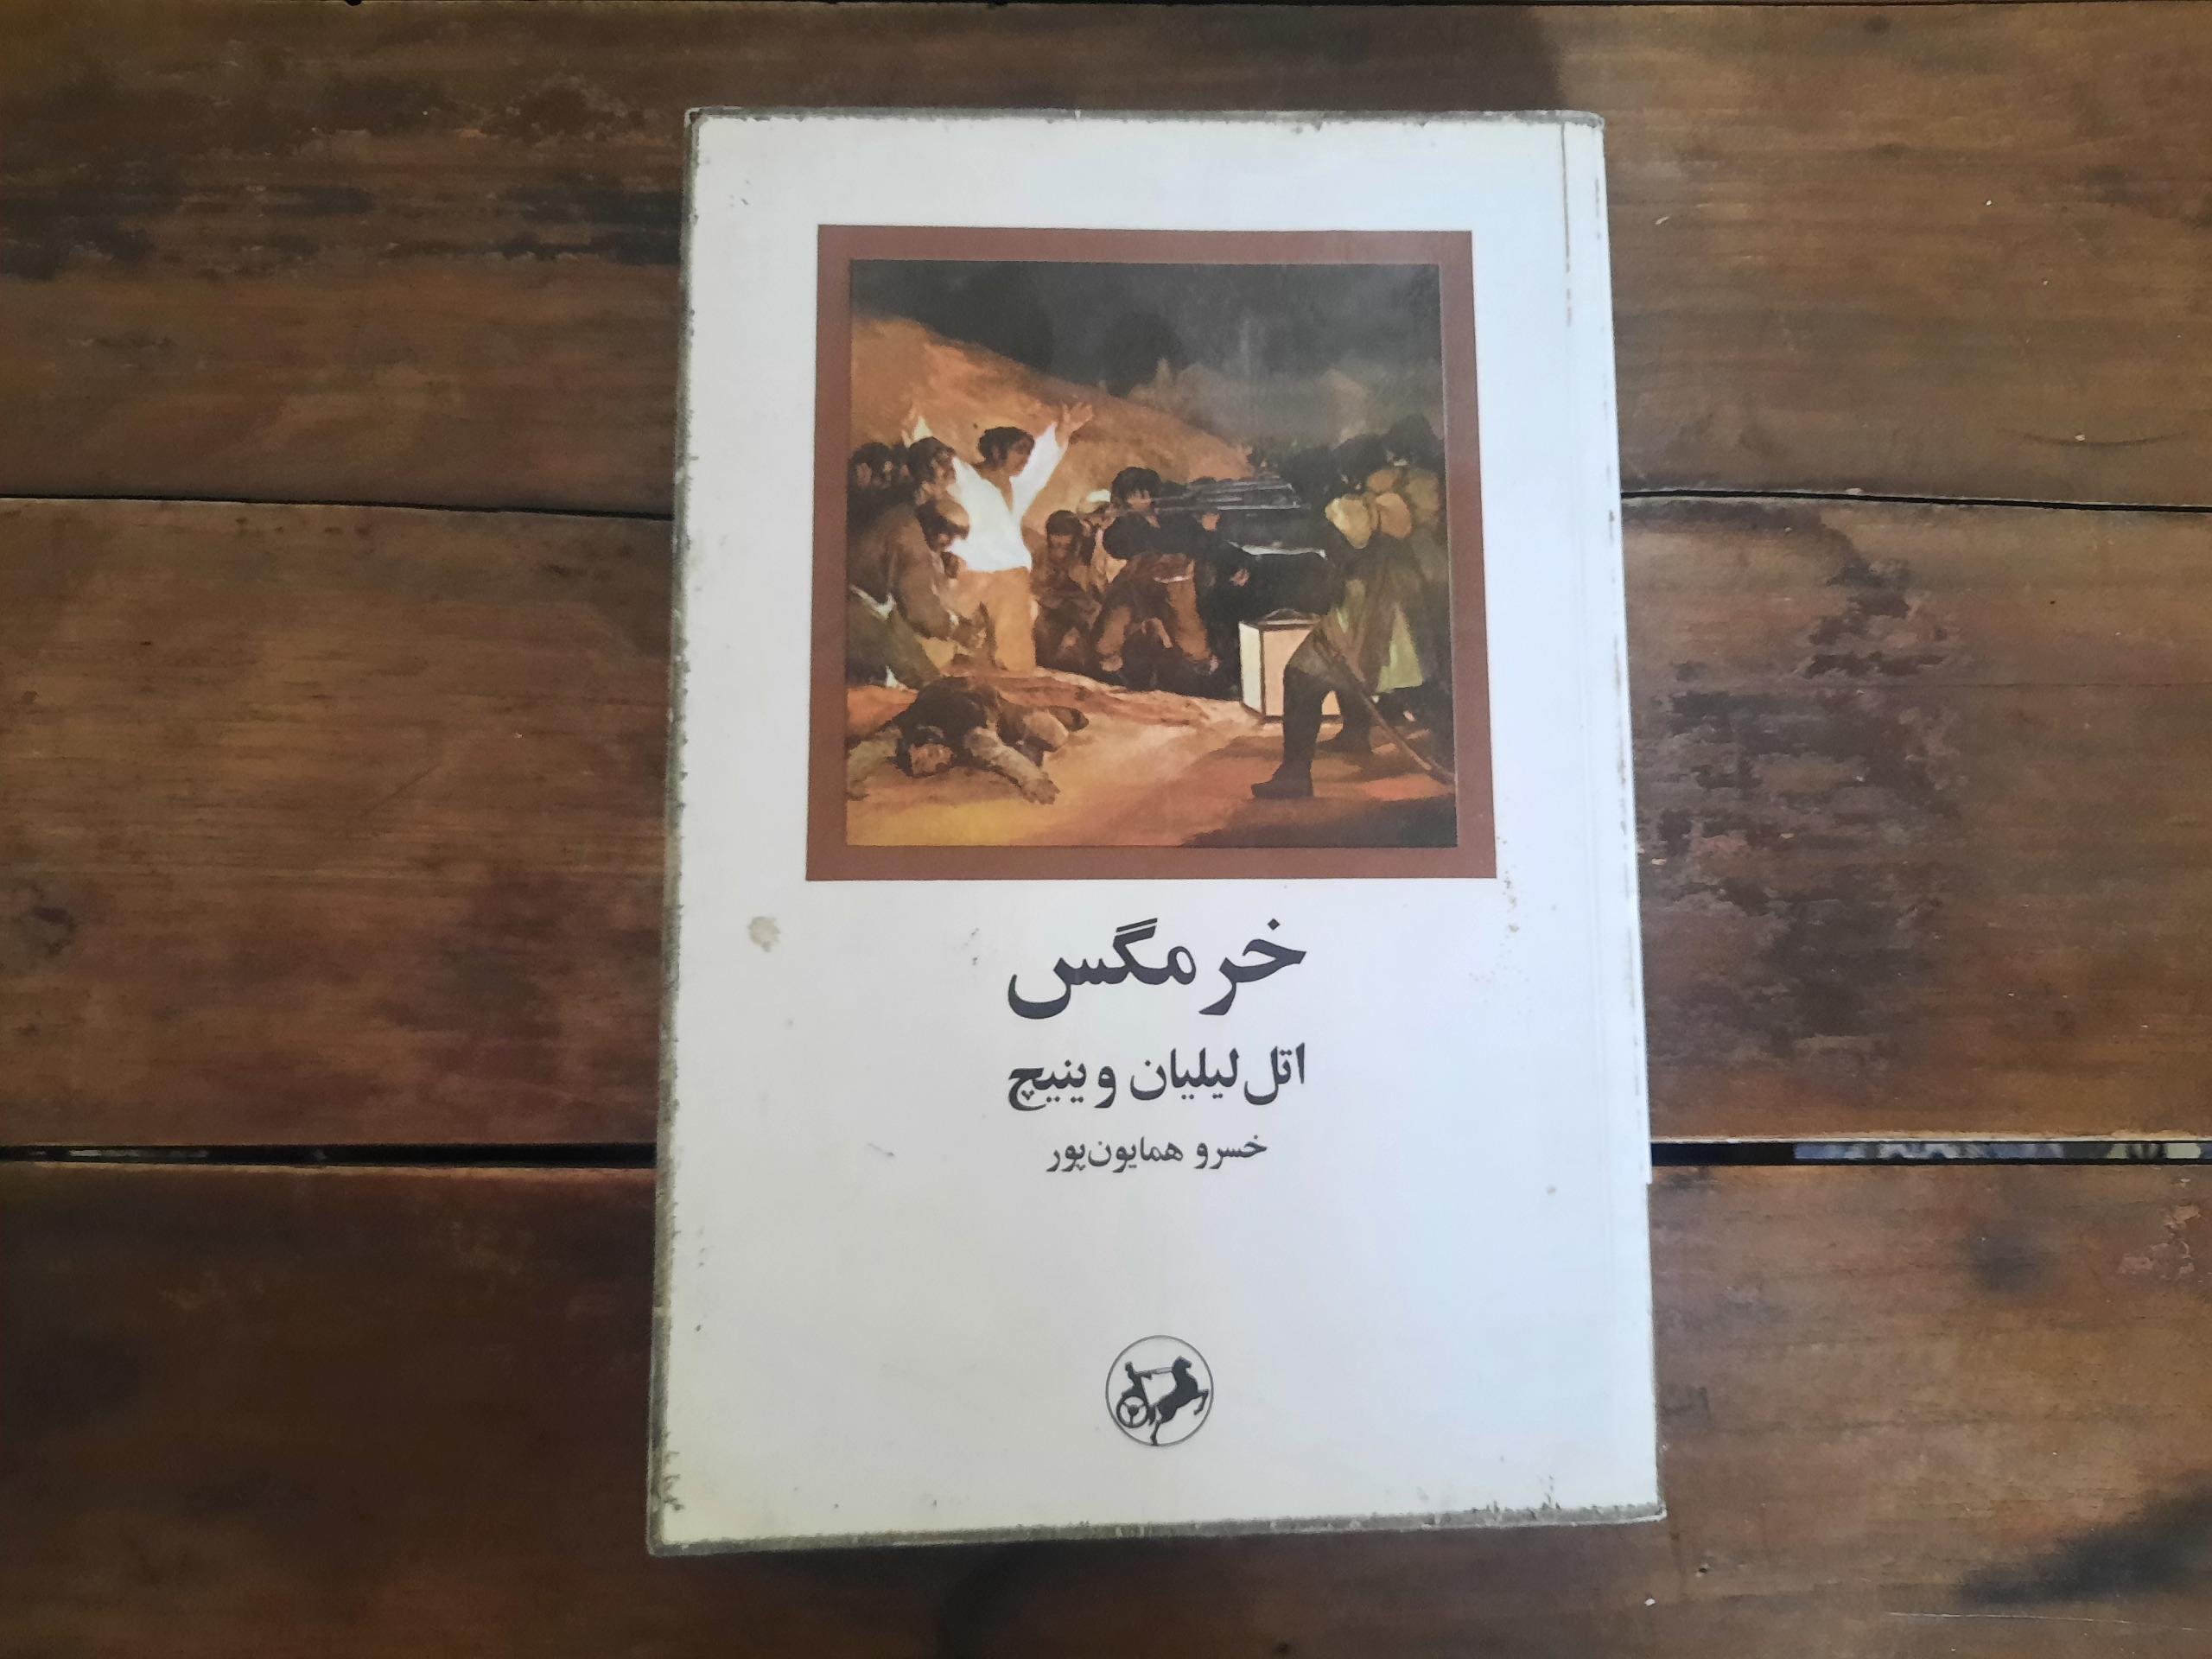 خرمگس
اتل لیلیان وینیچ
خسرو همایون‌پور